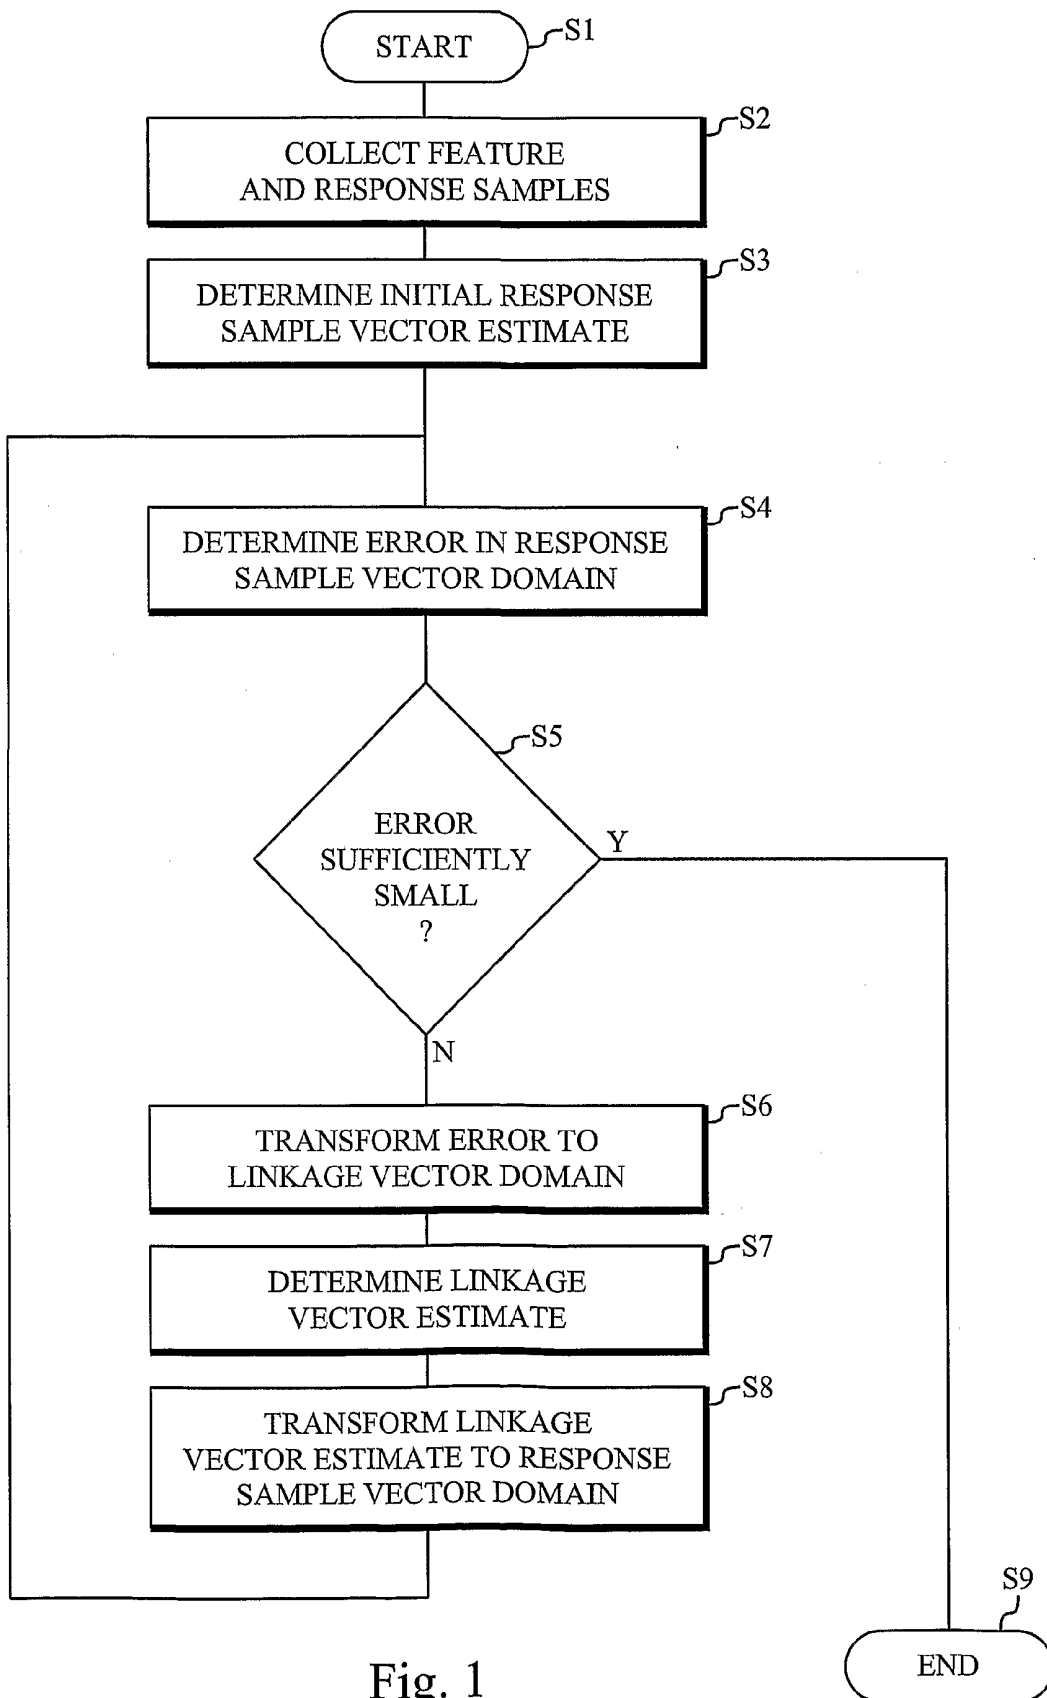 START
S1
S2
COLLECT FEATURE
AND RESPONSE SAMPLES
S3
DETERMINE INITIAL RESPONSE
SAMPLE VECTOR ESTIMATE
S4
DETERMINE ERROR IN RESPONSE
SAMPLE VECTOR DOMAIN
S5
ERROR
SUFFICIENTLY
SMALL
?
Y
N
S6
TRANSFORM ERROR TO
LINKAGE VECTOR DOMAIN
S7
DETERMINE LINKAGE
VECTOR ESTIMATE
S8
TRANSFORM LINKAGE
VECTOR ESTIMATE TO RESPONSE
SAMPLE VECTOR DOMAIN
S9
END
Fig. 1